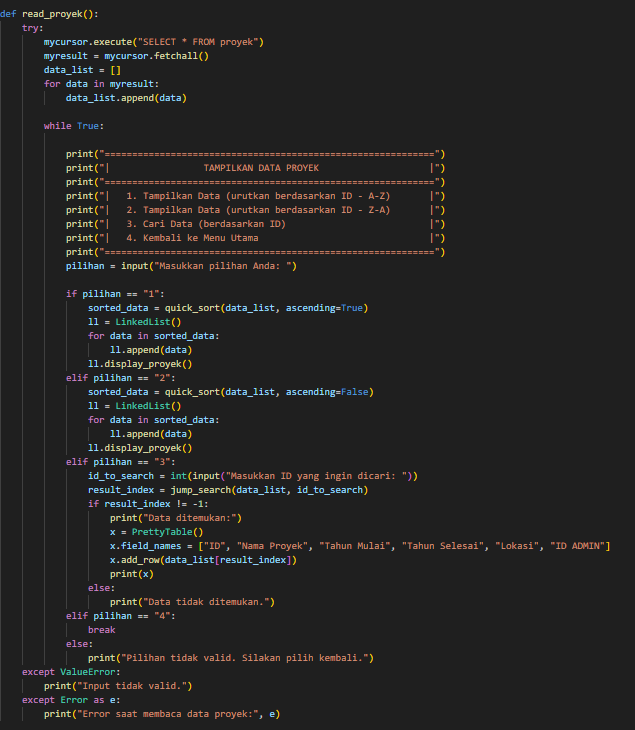 def read_proyek():
    try:
        mycursor.execute("SELECT * FROM proyek")
        myresult = mycursor.fetchall()
        data_list = []
        for data in myresult:
            data_list.append(data)

        while True:

            print("============================================================")
            print("|                 TAMPILKAN DATA PROYEK                    |")
            print("============================================================")
            print("|   1. Tampilkan Data (urutkan berdasarkan ID - A-Z)       |")
            print("|   2. Tampilkan Data (urutkan berdasarkan ID - Z-A)       |")
            print("|   3. Cari Data (berdasarkan ID)                          |")
            print("|   4. Kembali ke Menu Utama                               |")
            print("============================================================")
            pilihan = input("Masukkan pilihan Anda: ")

            if pilihan == "1":
                sorted_data = quick_sort(data_list, ascending=True)
                ll = LinkedList()
                for data in sorted_data:
                    ll.append(data)
                ll.display_proyek()
            elif pilihan == "2":
                sorted_data = quick_sort(data_list, ascending=False)
                ll = LinkedList()
                for data in sorted_data:
                    ll.append(data)
                ll.display_proyek()
            elif pilihan == "3":
                id_to_search = int(input("Masukkan ID yang ingin dicari: "))
                result_index = jump_search(data_list, id_to_search)
                if result_index != -1:
                    print("Data ditemukan:")
                    x = PrettyTable()
                    x.field_names = ["ID", "Nama Proyek", "Tahun Mulai", "Tahun Selesai", "Lokasi", "ID ADMIN"]
                    x.add_row(data_list[result_index])
                    print(x)
                else:
                    print("Data tidak ditemukan.")
            elif pilihan == "4":
                break
            else:
                print("Pilihan tidak valid. Silakan pilih kembali.")
    except ValueError:
        print("Input tidak valid.")
    except Error as e:
        print("Error saat membaca data proyek:", e)